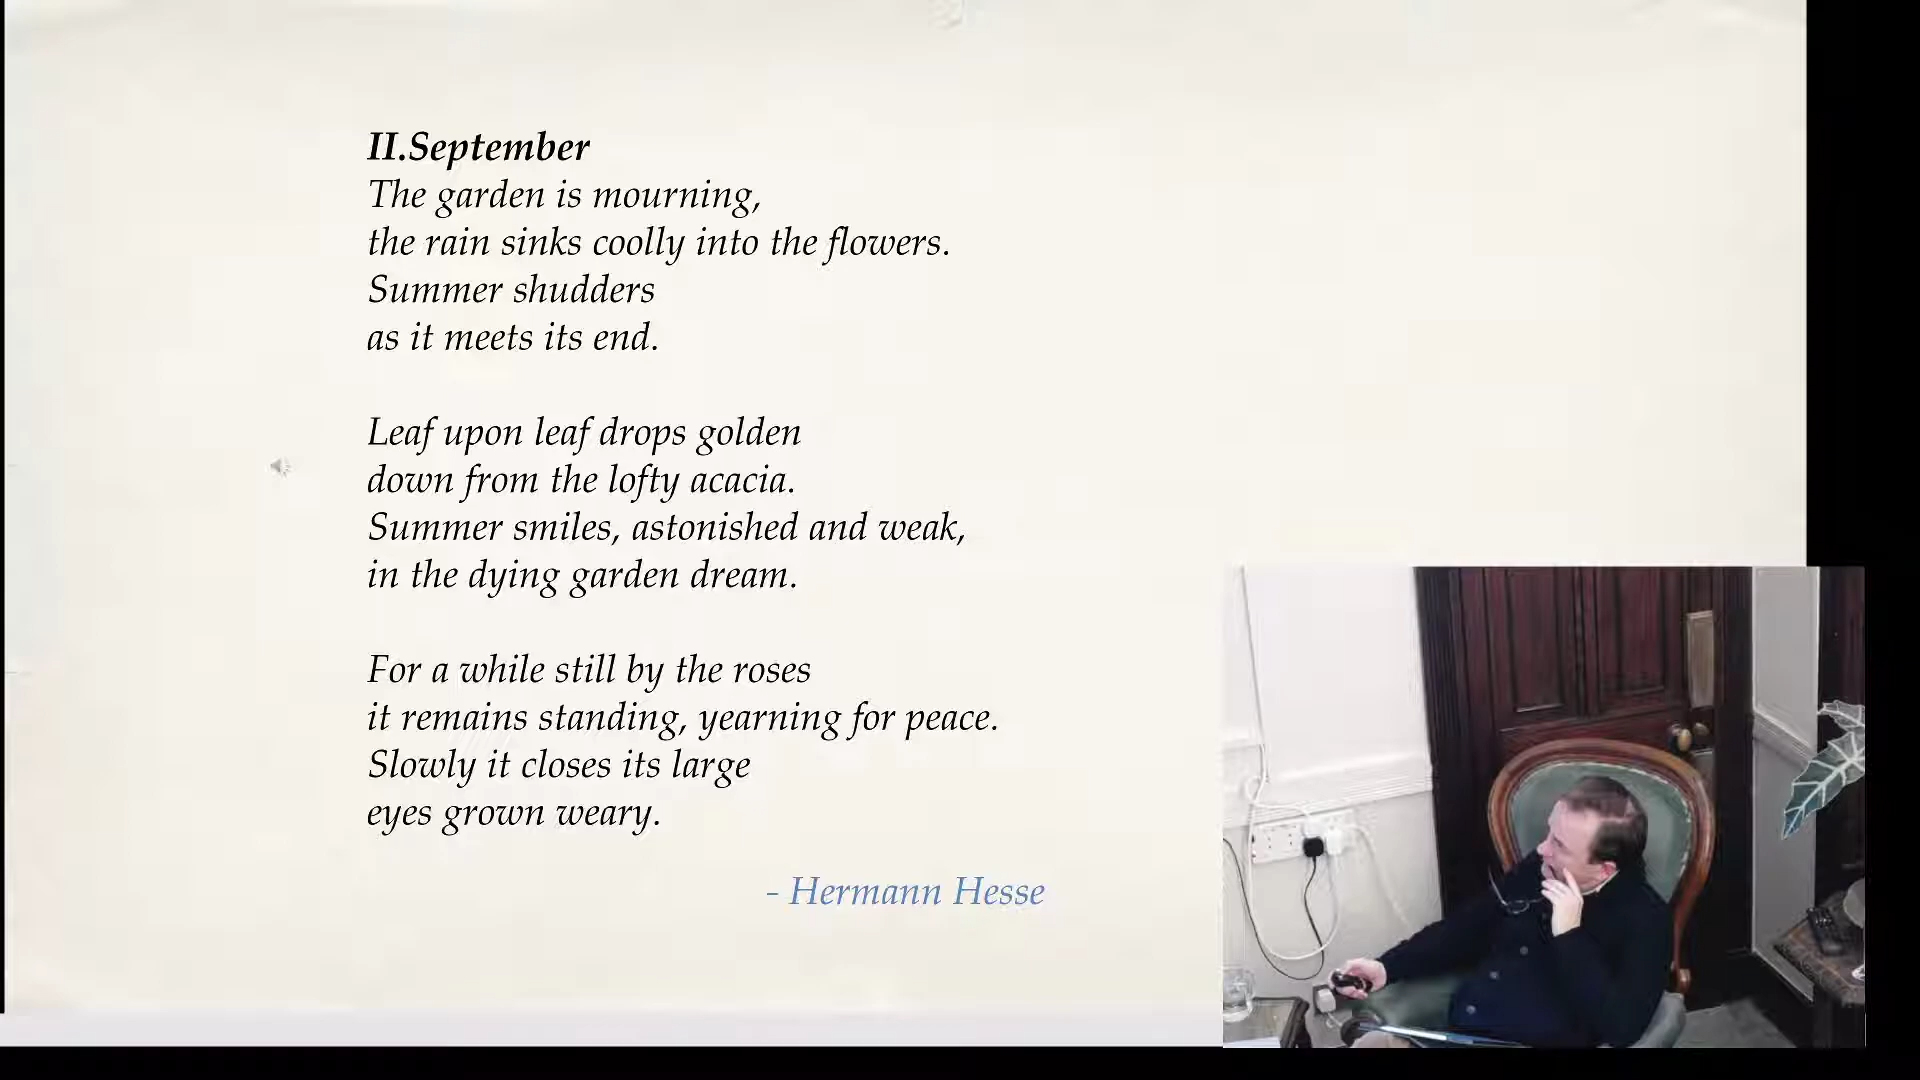 II.September
The garden is mourning,
the rain sinks coolly into the flowers.
Summer shudders
as it meets its end.
Leaf upon leaf drops golden
down from the lofty acacia.
Summer smiles, astonished and weak,
in the dying garden dream.
For a while still by the roses
it remains standing, yearning for peace.
Slowly it closes its large
eyes grown weary.
- Hermann Hesse